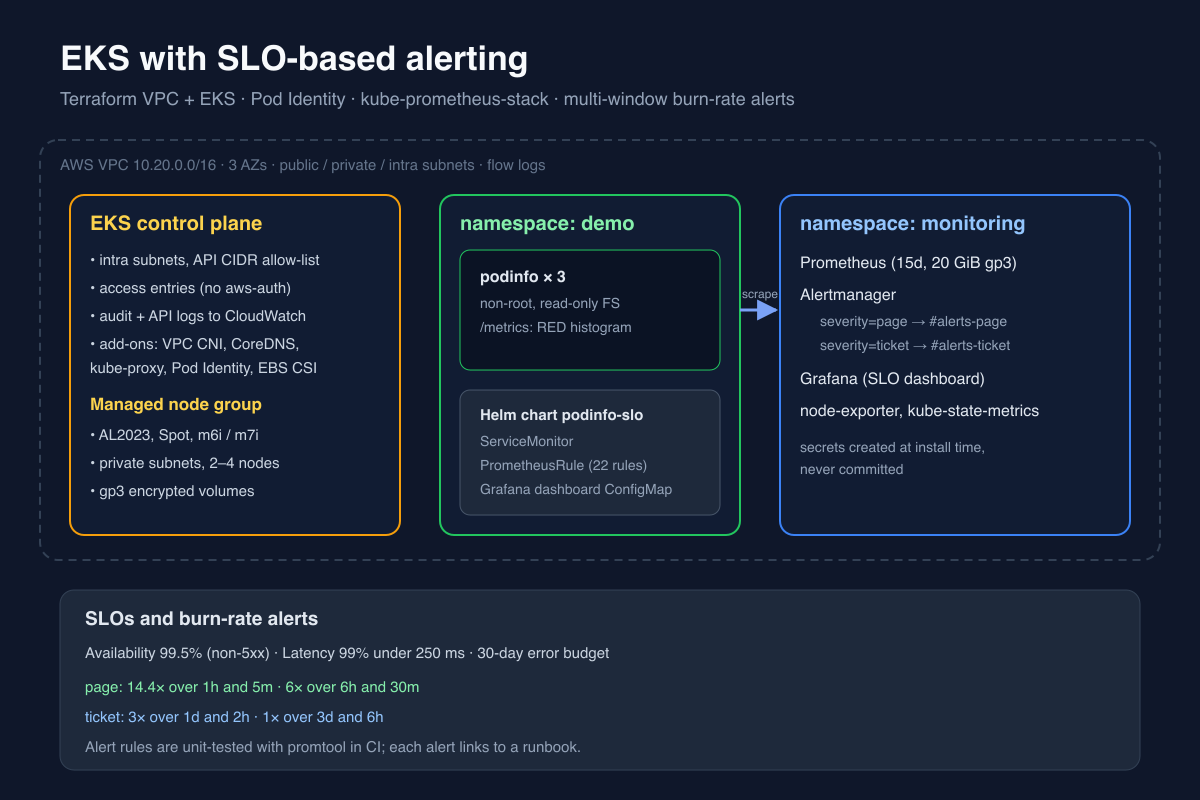 EKS with SLO-based alerting
Terraform VPC + EKS · Pod Identity · kube-prometheus-stack · multi-window burn-rate alerts
AWS VPC 10.20.0.0/16 · 3 AZs · public / private / intra subnets · flow logs
EKS control plane
• intra subnets, API CIDR allow-list
• access entries (no aws-auth)
• audit + API logs to CloudWatch
• add-ons: VPC CNI, CoreDNS,
kube-proxy, Pod Identity, EBS CSI
Managed node group
• AL2023, Spot, m6i / m7i
• private subnets, 2–4 nodes
• gp3 encrypted volumes
namespace: demo
podinfo × 3
non-root, read-only FS
/metrics: RED histogram
Helm chart podinfo-slo
ServiceMonitor
PrometheusRule (22 rules)
Grafana dashboard ConfigMap
scrape
namespace: monitoring
Prometheus (15d, 20 GiB gp3)
Alertmanager
severity=page → #alerts-page
severity=ticket → #alerts-ticket
Grafana (SLO dashboard)
node-exporter, kube-state-metrics
secrets created at install time,
never committed
SLOs and burn-rate alerts
Availability 99.5% (non-5xx) · Latency 99% under 250 ms · 30-day error budget
page: 14.4× over 1h and 5m · 6× over 6h and 30m
ticket: 3× over 1d and 2h · 1× over 3d and 6h
Alert rules are unit-tested with promtool in CI; each alert links to a runbook.